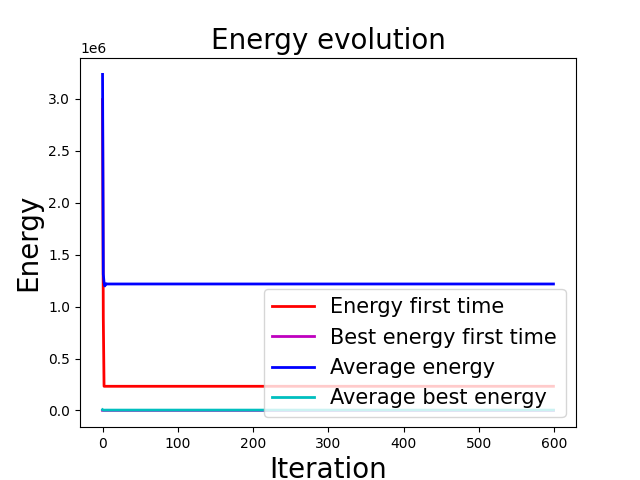 Energy evolution
1e6
3.0
2.5
2.0
1.5
1.0
0.5
0.0
Energy
Energy first time
Best energy first time
Average energy
Average best energy
0 100 200 300 400 500 600
Iteration